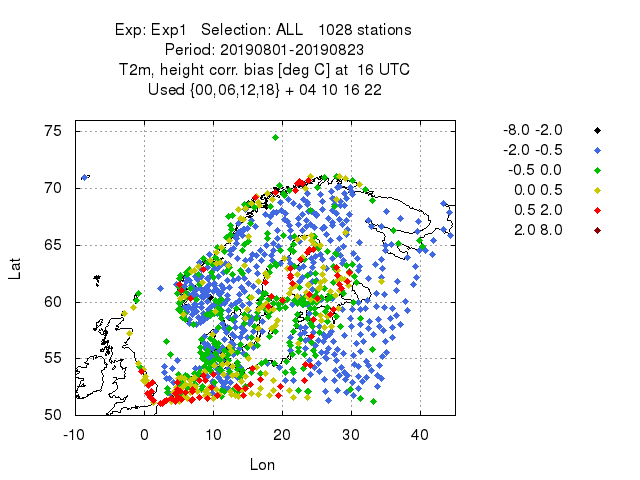 Exp: Exp1 Selection: ALL 1028 stations
Period: 20190801-20190823
T2m, height corr. bias [deg C] at 16 UTC
Used {00,06,12,18} + 04 10 16 22
75
70
65
60
55
50
-10 0 10 20 30 40
Lat
Lon
-8.0 -2.0
-2.0 -0.5
-0.5 0.0
0.0 0.5
0.5 2.0
2.0 8.0